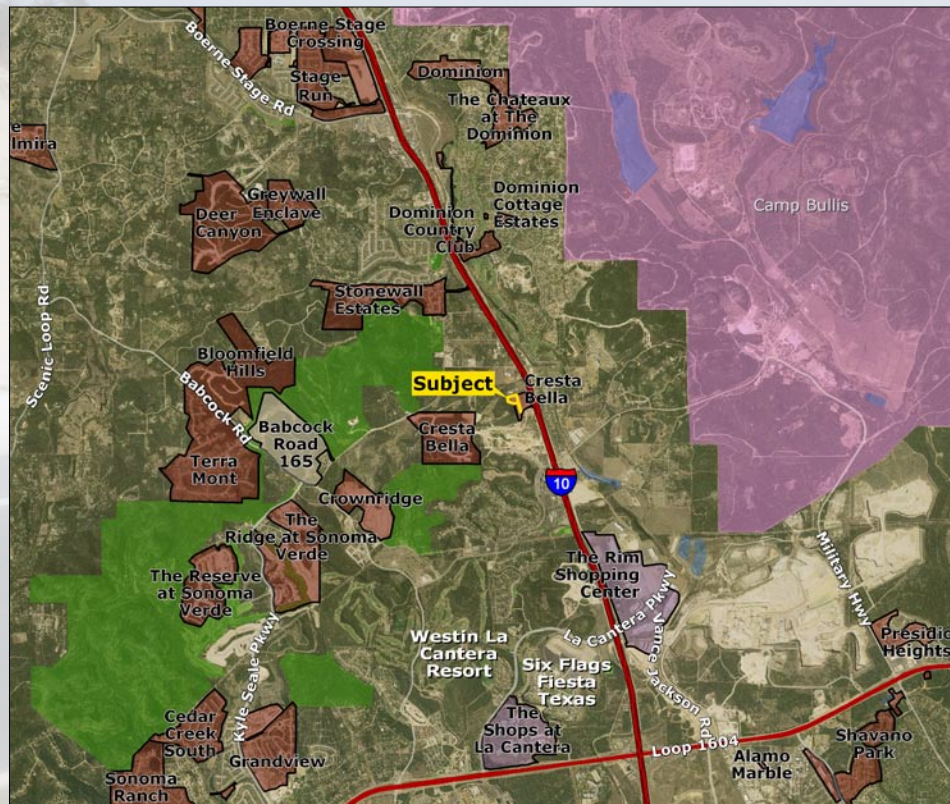 Boerne Stage
Crossing
Boerne Stage Rd
Stage
Run
Dominion
The Chateaux
at The
Dominion
e
lmira
Greywall
Enclave
Deer
Canyon
Dominion
Cottage
Estates
Dominion
Country
Club
Camp Bullis
Stonewall
Estates
Scenic Loop Rd
Bloomfield
Hills
Babcock Rd
Subject
Cresta
Bella
Babcock
Road
165
Cresta
Bella
Terra
Mont
10
Crownridge
The
Ridge at Sonoma
Verde
The Reserve
at Sonoma
Verde
The Rim
Shopping
Center
Military Hwy
La Cantera Pkwy
Vance Jackson Rd
Presidio
Heights
Westin La
Cantera
Resort
Six Flags
Fiesta
Texas
Kyle Seale Pkwy
Cedar
Creek
South
The
Shops at
La Cantera
Loop 1604
Shavano
Park
Alamo
Marble
Grandview
Sonoma
Ranch